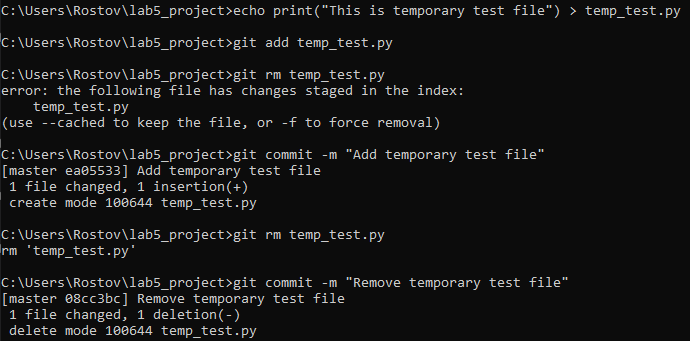 C:\Users\Rostov\lab5_project>echo print("This is temporary test file") > temp_test.py
C:\Users\Rostov\lab5_project>git add temp_test.py
C:\Users\Rostov\lab5_project>git rm temp_test.py
error: the following file has changes staged in the index:
    temp_test.py
(use --cached to keep the file, or -f to force removal)
C:\Users\Rostov\lab5_project>git commit -m "Add temporary test file"
[master ea05533] Add temporary test file
 1 file changed, 1 insertion(+)
 create mode 100644 temp_test.py
C:\Users\Rostov\lab5_project>git rm temp_test.py
rm 'temp_test.py'
C:\Users\Rostov\lab5_project>git commit -m "Remove temporary test file"
[master 08cc3bc] Remove temporary test file
 1 file changed, 1 deletion(-)
 delete mode 100644 temp_test.py